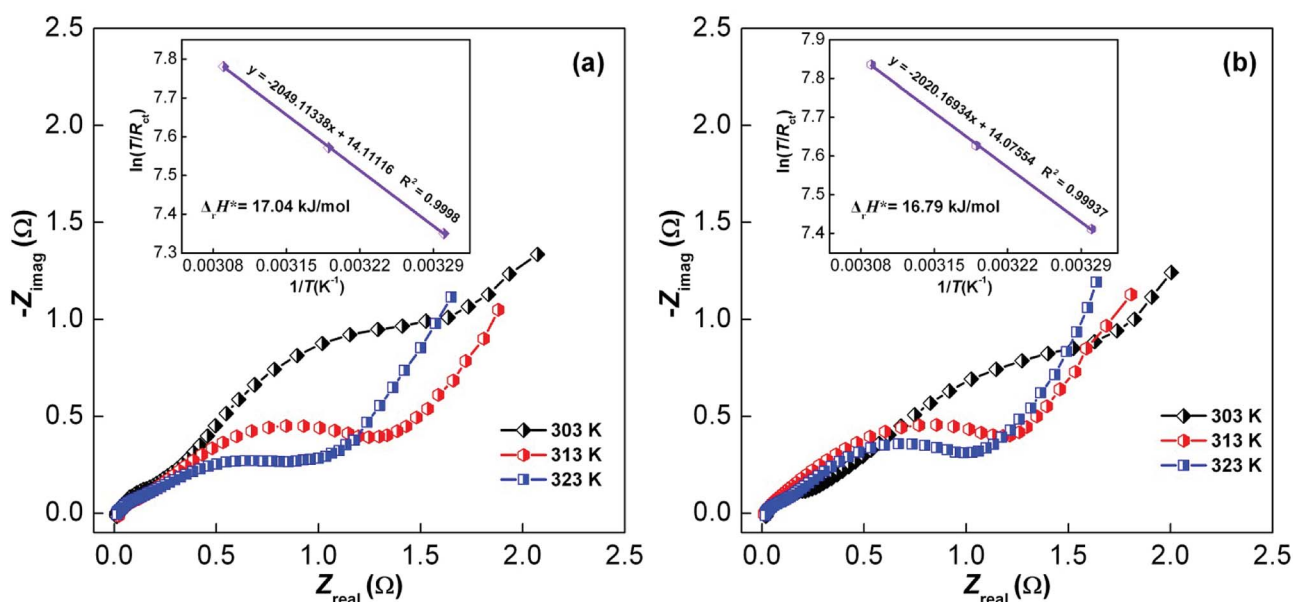 (a)
2.5
2.0
1.5
1.0
0.5
0.0
-Zimag (Ω)
0.0 0.5 1.0 1.5 2.0 2.5
Zreal (Ω)
7.8
7.7
7.6
7.5
7.4
7.3
ln(T/Rct)
y = -2049.11338x + 14.11116 R² = 0.9998
ΔrH*= 17.04 kJ/mol
0.00308 0.00315 0.00322 0.00329
1/T(K⁻¹)
303 K
313 K
323 K
(b)
2.5
2.0
1.5
1.0
0.5
0.0
-Zimag (Ω)
0.0 0.5 1.0 1.5 2.0 2.5
Zreal (Ω)
7.9
7.8
7.7
7.6
7.5
7.4
ln(T/Rct)
y = -2020.16934x + 14.07554 R² = 0.99937
ΔrH*= 16.79 kJ/mol
0.00308 0.00315 0.00322 0.00329
1/T(K⁻¹)
303 K
313 K
323 K